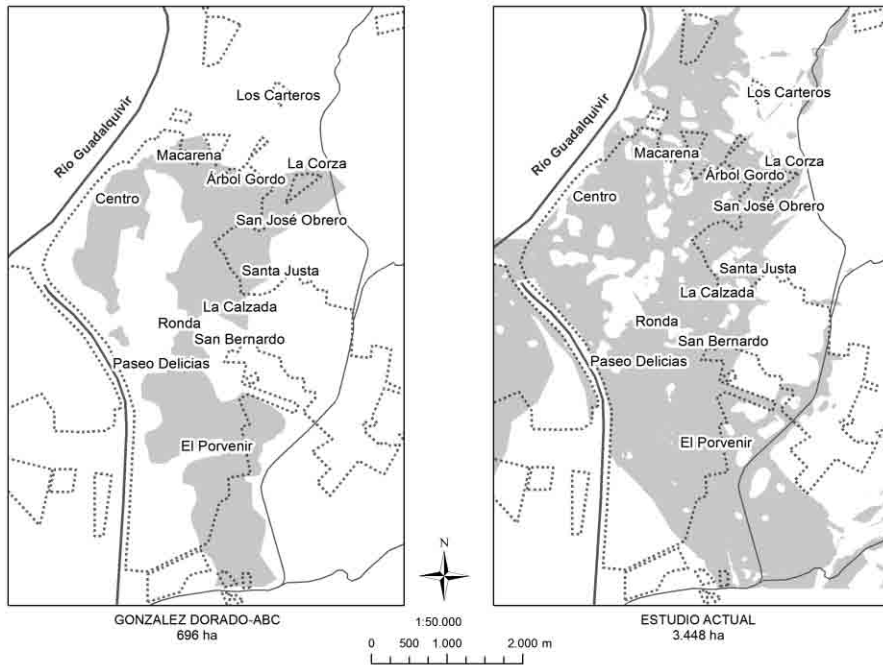 Los Carteros
Río Guadalquivir
Macarena
La Corza
Árbol Gordo
Centro
San José Obrero
Santa Justa
La Calzada
Ronda
San Bernardo
Paseo Delicias
El Porvenir
GONZALEZ DORADO-ABC
696 ha
N
1:50.000
0 500 1.000 2.000 m
Los Carteros
Río Guadalquivir
Macarena
La Corza
Árbol Gordo
Centro
San José Obrero
Santa Justa
La Calzada
Ronda
San Bernardo
Paseo Delicias
El Porvenir
ESTUDIO ACTUAL
3.448 ha